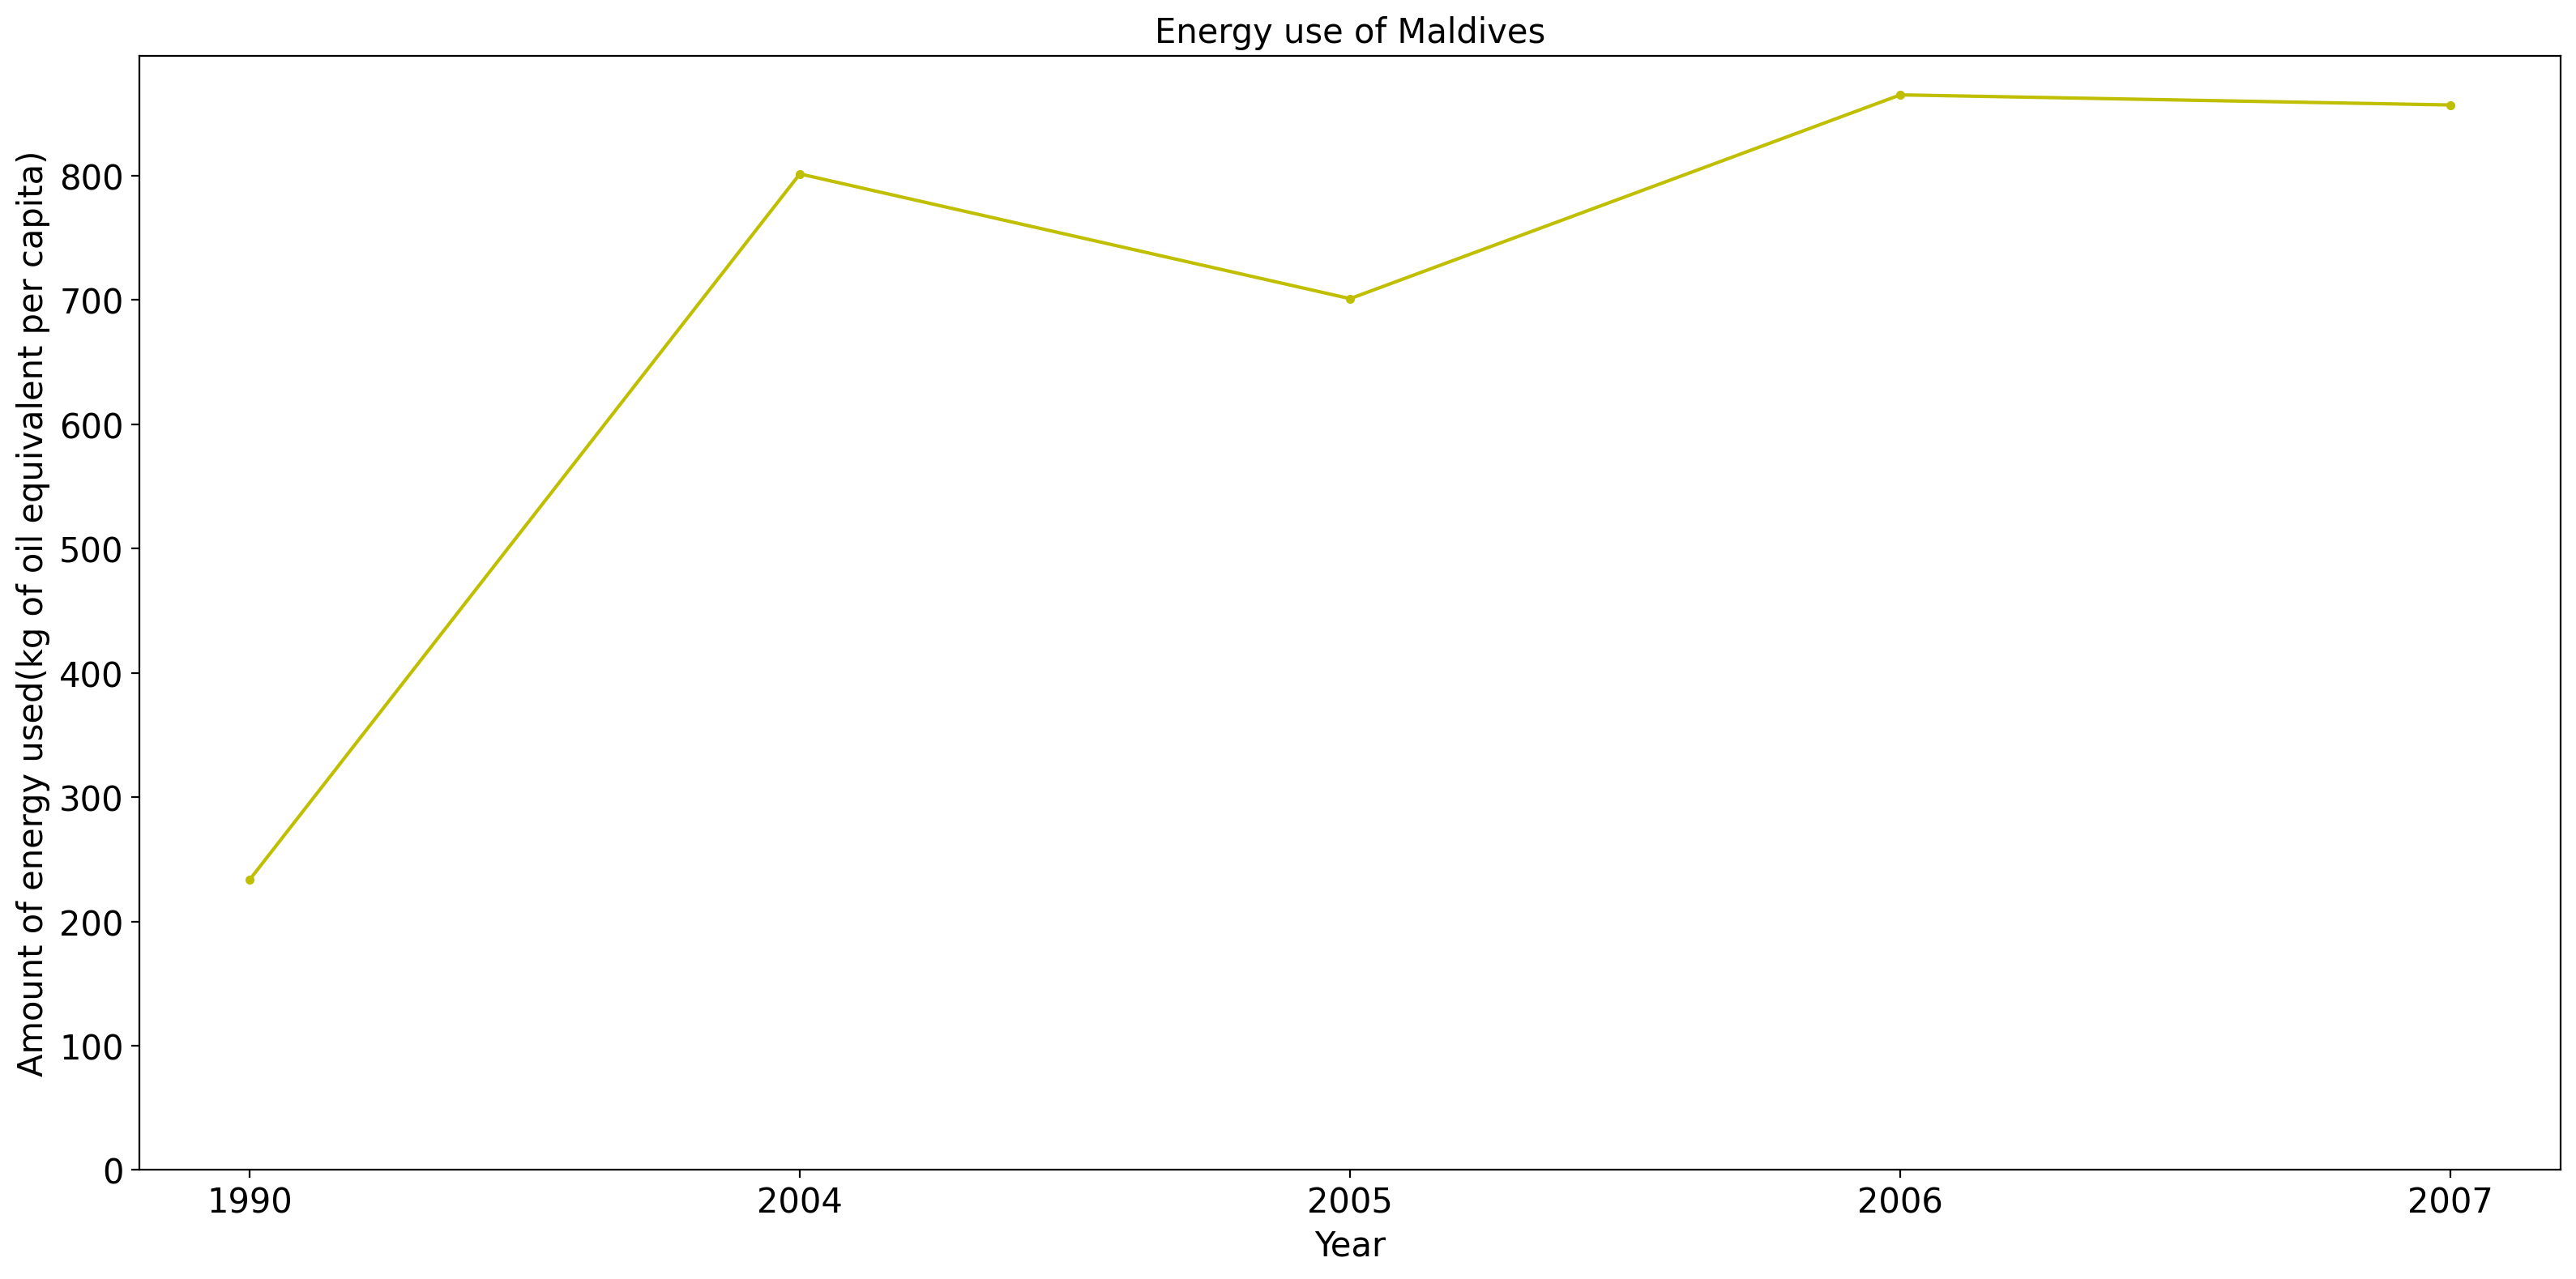 Energy use of Maldives
Amount of energy used(kg of oil equivalent per capita)
800
700
600
500
400
300
200
100
0
1990 2004 2005 2006 2007
Year